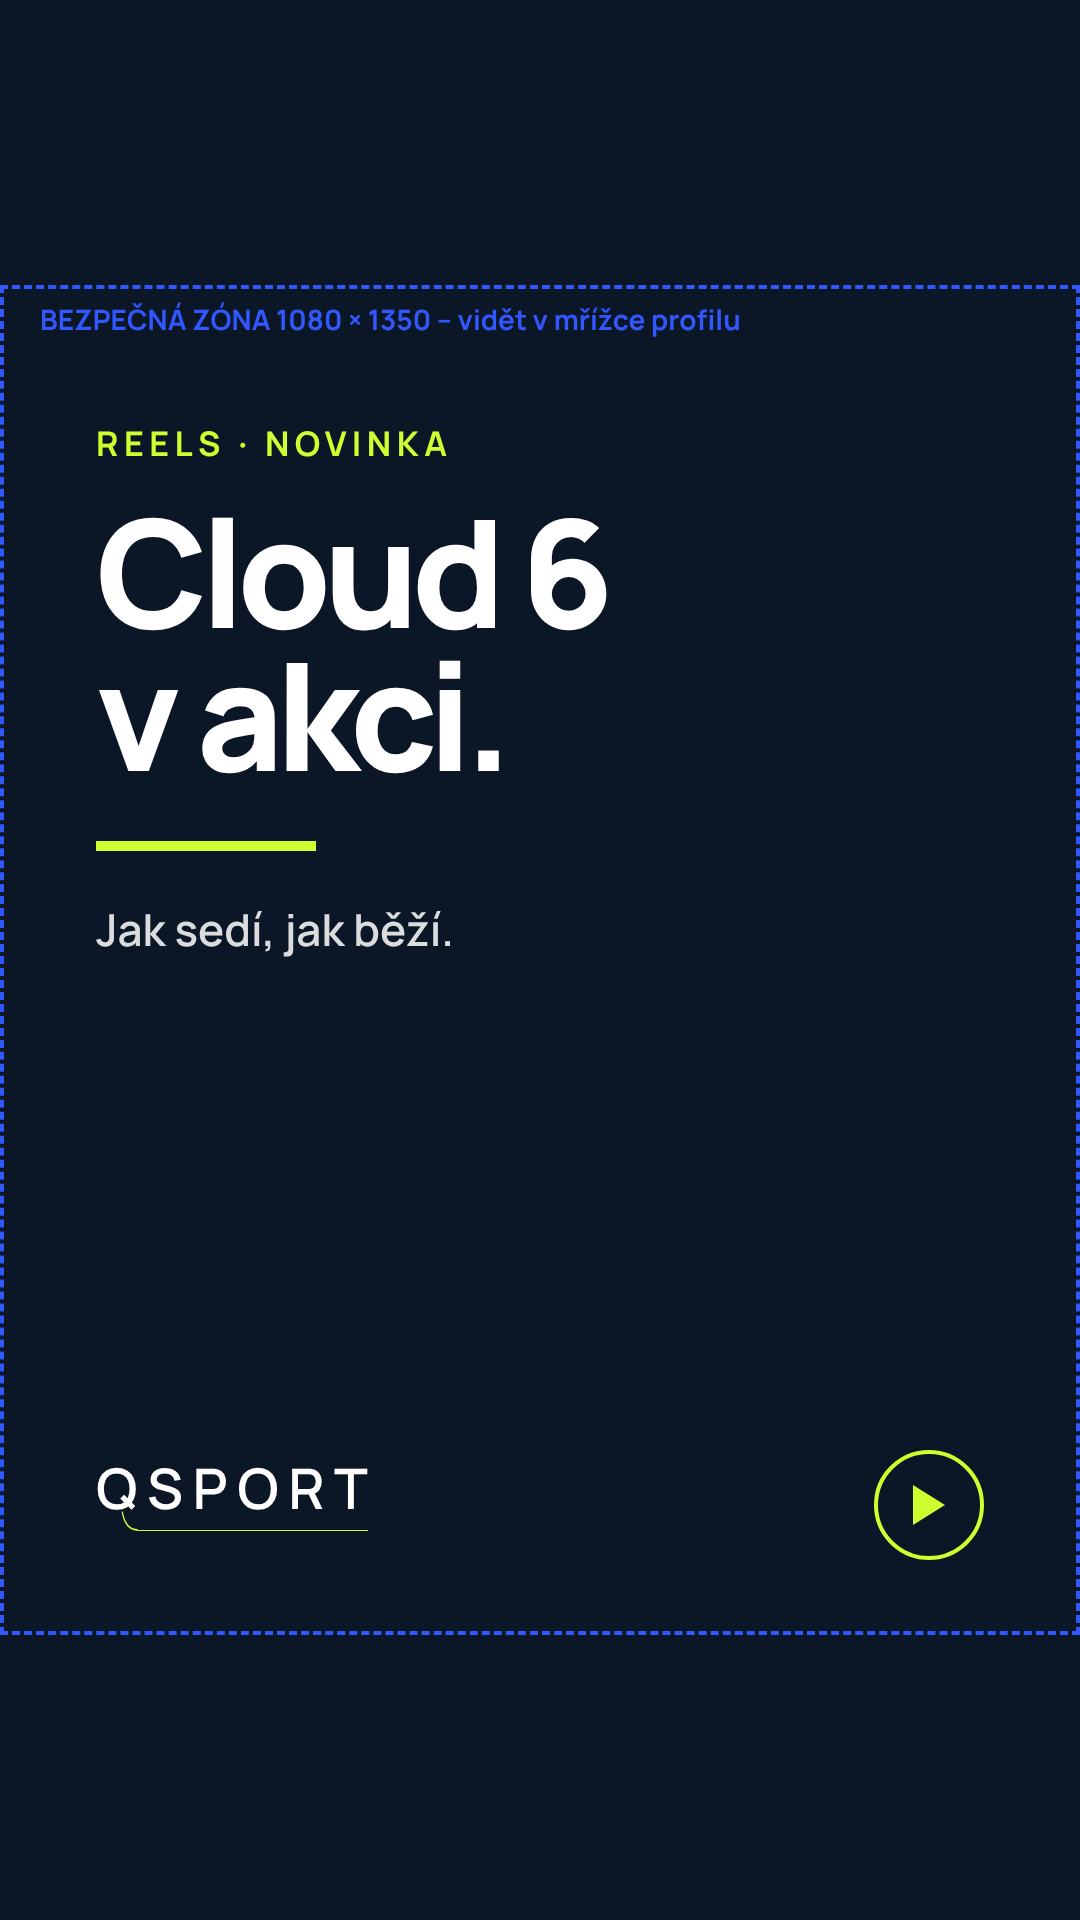 BEZPEČNÁ ZÓNA 1080 × 1350 – vidět v mřížce profilu
REELS · NOVINKA
Cloud 6
v akci.
Jak sedí, jak běží.
QSPORT